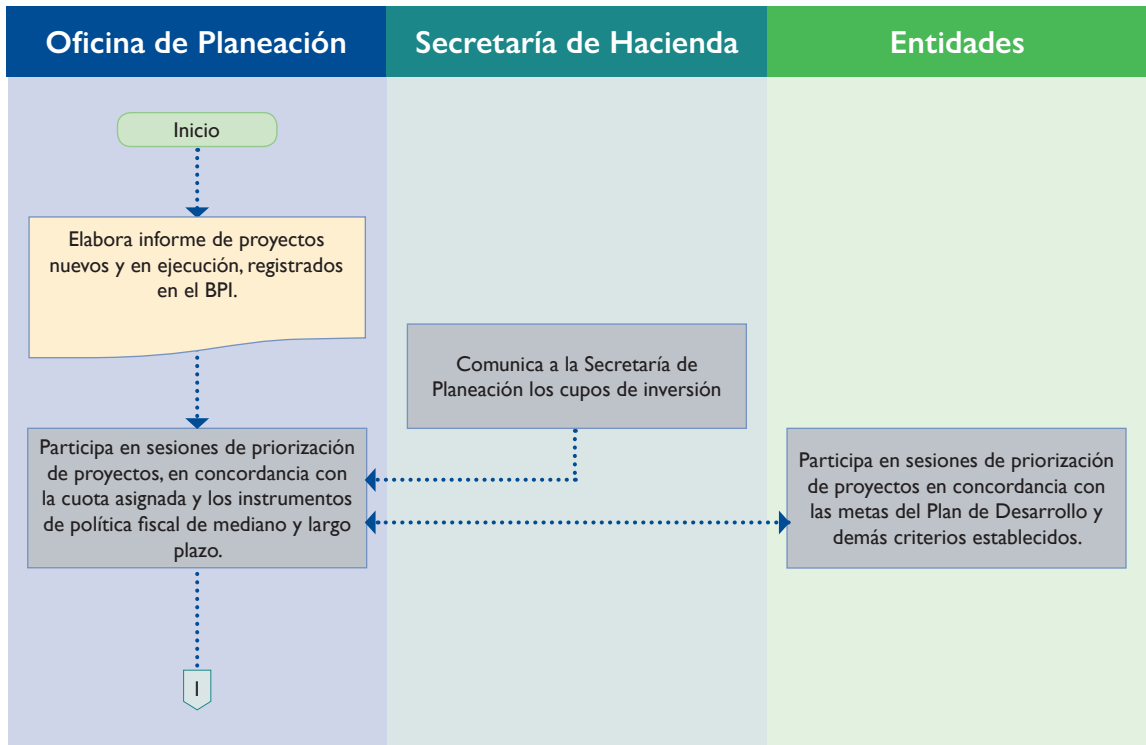 Oficina de Planeación
Secretaría de Hacienda
Entidades
Inicio
Elabora informe de proyectos
nuevos y en ejecución, registrados
en el BPI.
Comunica a la Secretaría de
Planeación los cupos de inversión
Participa en sesiones de priorización
de proyectos, en concordancia con
la cuota asignada y los instrumentos
de política fiscal de mediano y largo
plazo.
Participa en sesiones de priorización
de proyectos en concordancia con
las metas del Plan de Desarrollo y
demás criterios establecidos.
1